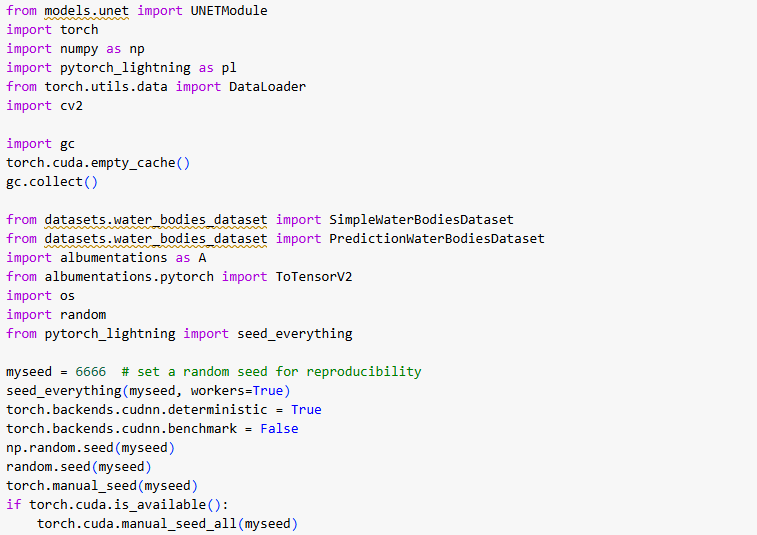 from models.unet import UNETModule
import torch
import numpy as np
import pytorch_lightning as pl
from torch.utils.data import DataLoader
import cv2

import gc
torch.cuda.empty_cache()
gc.collect()

from datasets.water_bodies_dataset import SimpleWaterBodiesDataset
from datasets.water_bodies_dataset import PredictionWaterBodiesDataset
import albumentations as A
from albumentations.pytorch import ToTensorV2
import os
import random
from pytorch_lightning import seed_everything

myseed = 6666  # set a random seed for reproducibility
seed_everything(myseed, workers=True)
torch.backends.cudnn.deterministic = True
torch.backends.cudnn.benchmark = False
np.random.seed(myseed)
random.seed(myseed)
torch.manual_seed(myseed)
if torch.cuda.is_available():
    torch.cuda.manual_seed_all(myseed)